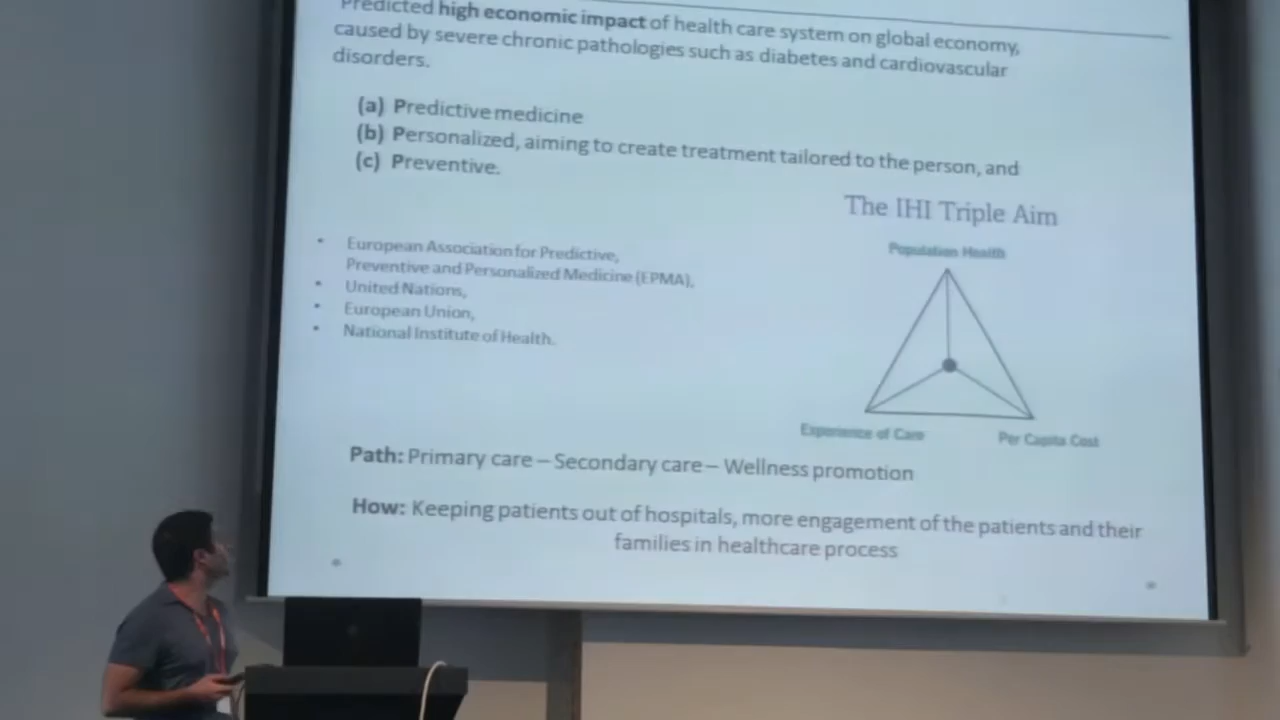 Predicted high economic impact of health care system on global economy,
caused by severe chronic pathologies such as diabetes and cardiovascular
disorders.
(a) Predictive medicine
(b) Personalized, aiming to create treatment tailored to the person, and
(c) Preventive.
The IHI Triple Aim
Population Health
• European Association for Predictive,
Preventive and Personalized Medicine (EPMA),
• United Nations,
• European Union,
• National Institute of Health.
Experience of Care
Per Capita Cost
Path: Primary care – Secondary care – Wellness promotion
How: Keeping patients out of hospitals, more engagement of the patients and their
families in healthcare process